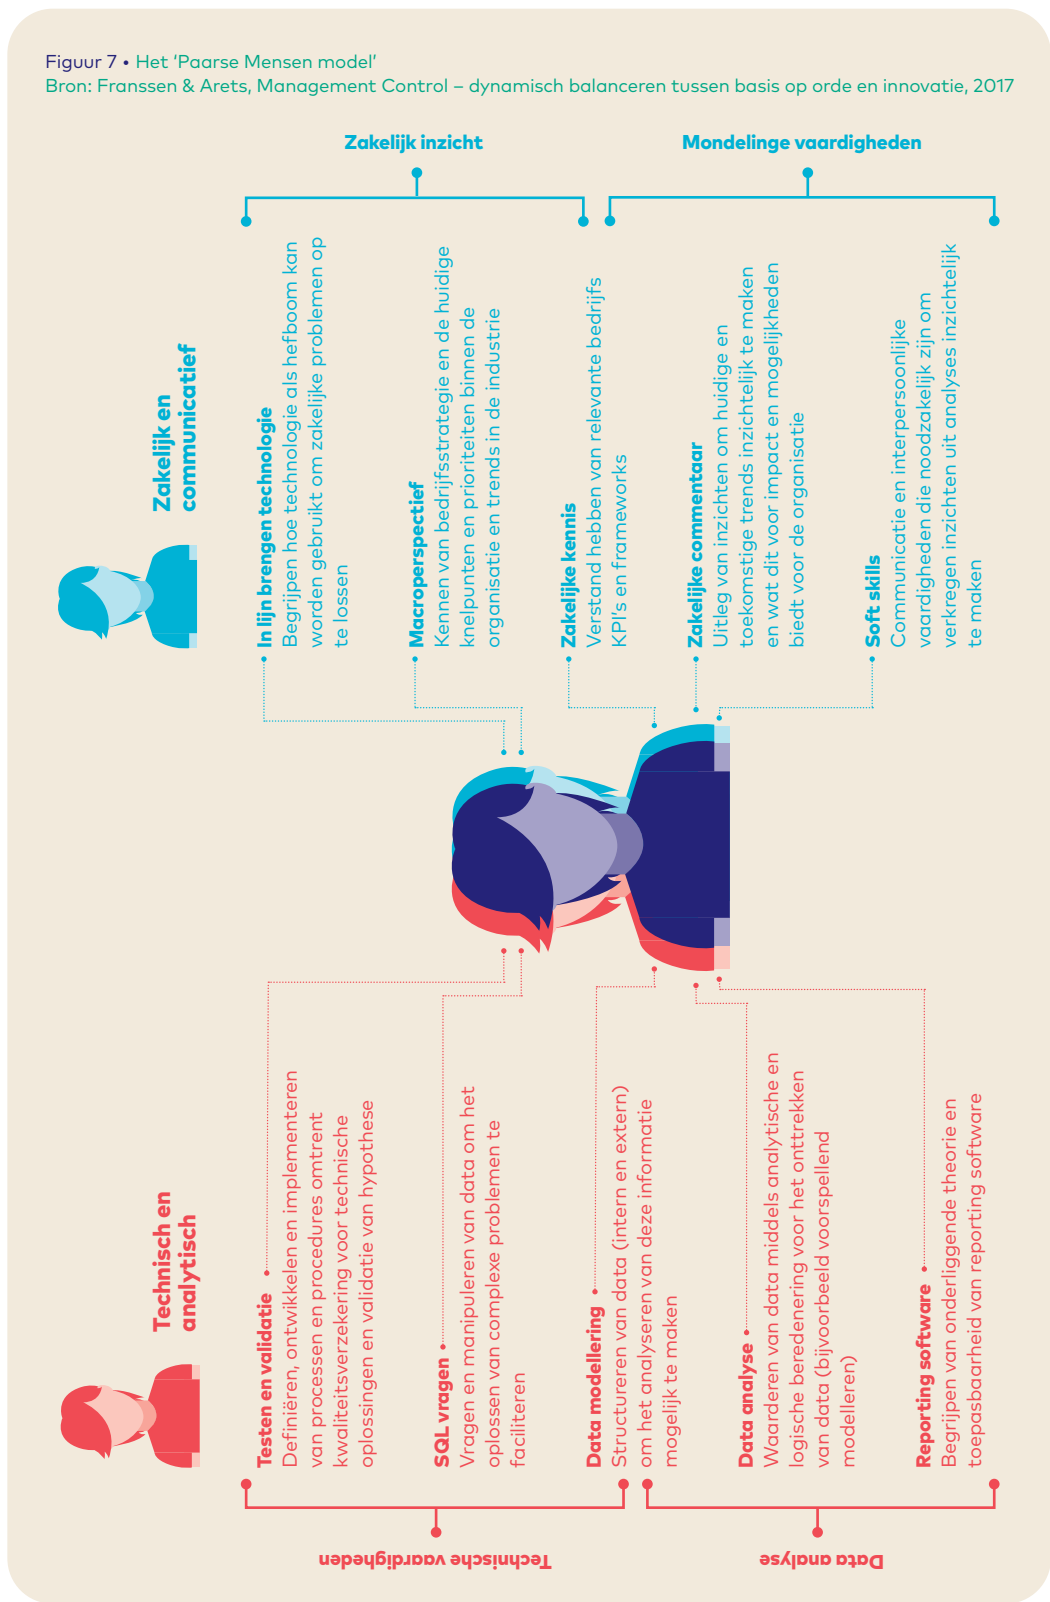 Figuur 7 • Het ‘Paarse Mensen model’
Bron: Franssen & Arets, Management Control – dynamisch balanceren tussen basis op orde en innovatie, 2017
Technisch en
analytisch
Technische vaardigheden
Testen en validatie
Definiëren, ontwikkelen en implementeren
van processen en procedures omtrent
kwaliteitsverzekering voor technische
oplossingen en validatie van hypothese
SQL vragen
Vragen en manipuleren van data om het
oplossen van complexe problemen te
faciliteren
Data modellering
Structureren van data (intern en extern)
om het analyseren van deze informatie
mogelijk te maken
Data analyse
Data analyse
Waarderen van data middels analytische en
logische beredenering voor het onttrekken
van data (bijvoorbeeld voorspellend
modelleren)
Reporting software
Begrijpen van onderliggende theorie en
toepasbaarheid van reporting software
Zakelijk en
communicatief
Zakelijk inzicht
In lijn brengen technologie
Begrijpen hoe technologie als hefboom kan
worden gebruikt om zakelijke problemen op
te lossen
Macroperspectief
Kennen van bedrijfsstrategie en de huidige
knelpunten en prioriteiten binnen de
organisatie en trends in de industrie
Zakelijke kennis
Verstand hebben van relevante bedrijfs
KPI's en frameworks
Mondelinge vaardigheden
Zakelijke commentaar
Uitleg van inzichten om huidige en
toekomstige trends inzichtelijk te maken
en wat dit voor impact en mogelijkheden
biedt voor de organisatie
Soft skills
Communicatie en interpersoonlijke
vaardigheden die noodzakelijk zijn om
verkregen inzichten uit analyses inzichtelijk
te maken